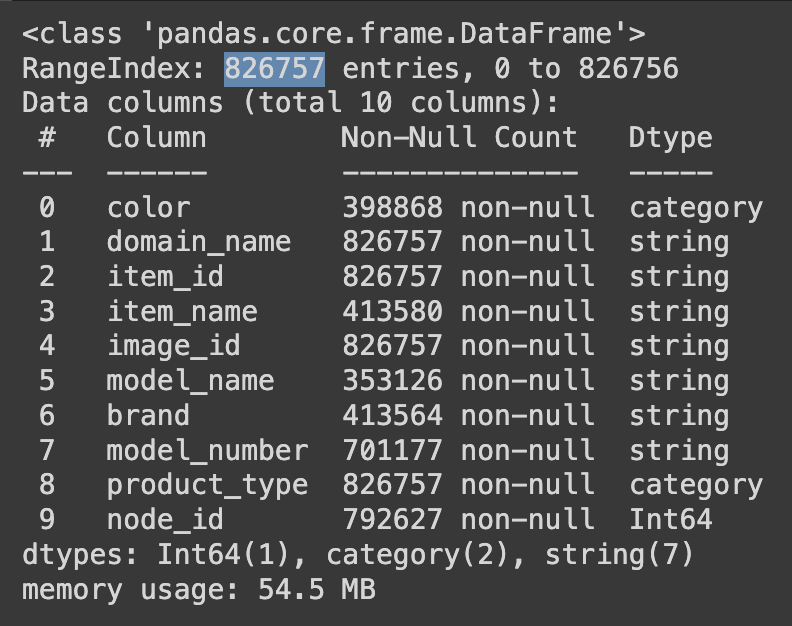 <class 'pandas.core.frame.DataFrame'>
RangeIndex: 826757 entries, 0 to 826756
Data columns (total 10 columns):
 #   Column        Non-Null Count   Dtype
---  ------        --------------   -----
 0   color         398868 non-null  category
 1   domain_name   826757 non-null  string
 2   item_id       826757 non-null  string
 3   item_name     413580 non-null  string
 4   image_id      826757 non-null  string
 5   model_name    353126 non-null  string
 6   brand         413564 non-null  string
 7   model_number  701177 non-null  string
 8   product_type  826757 non-null  category
 9   node_id       792627 non-null  Int64
dtypes: Int64(1), category(2), string(7)
memory usage: 54.5 MB